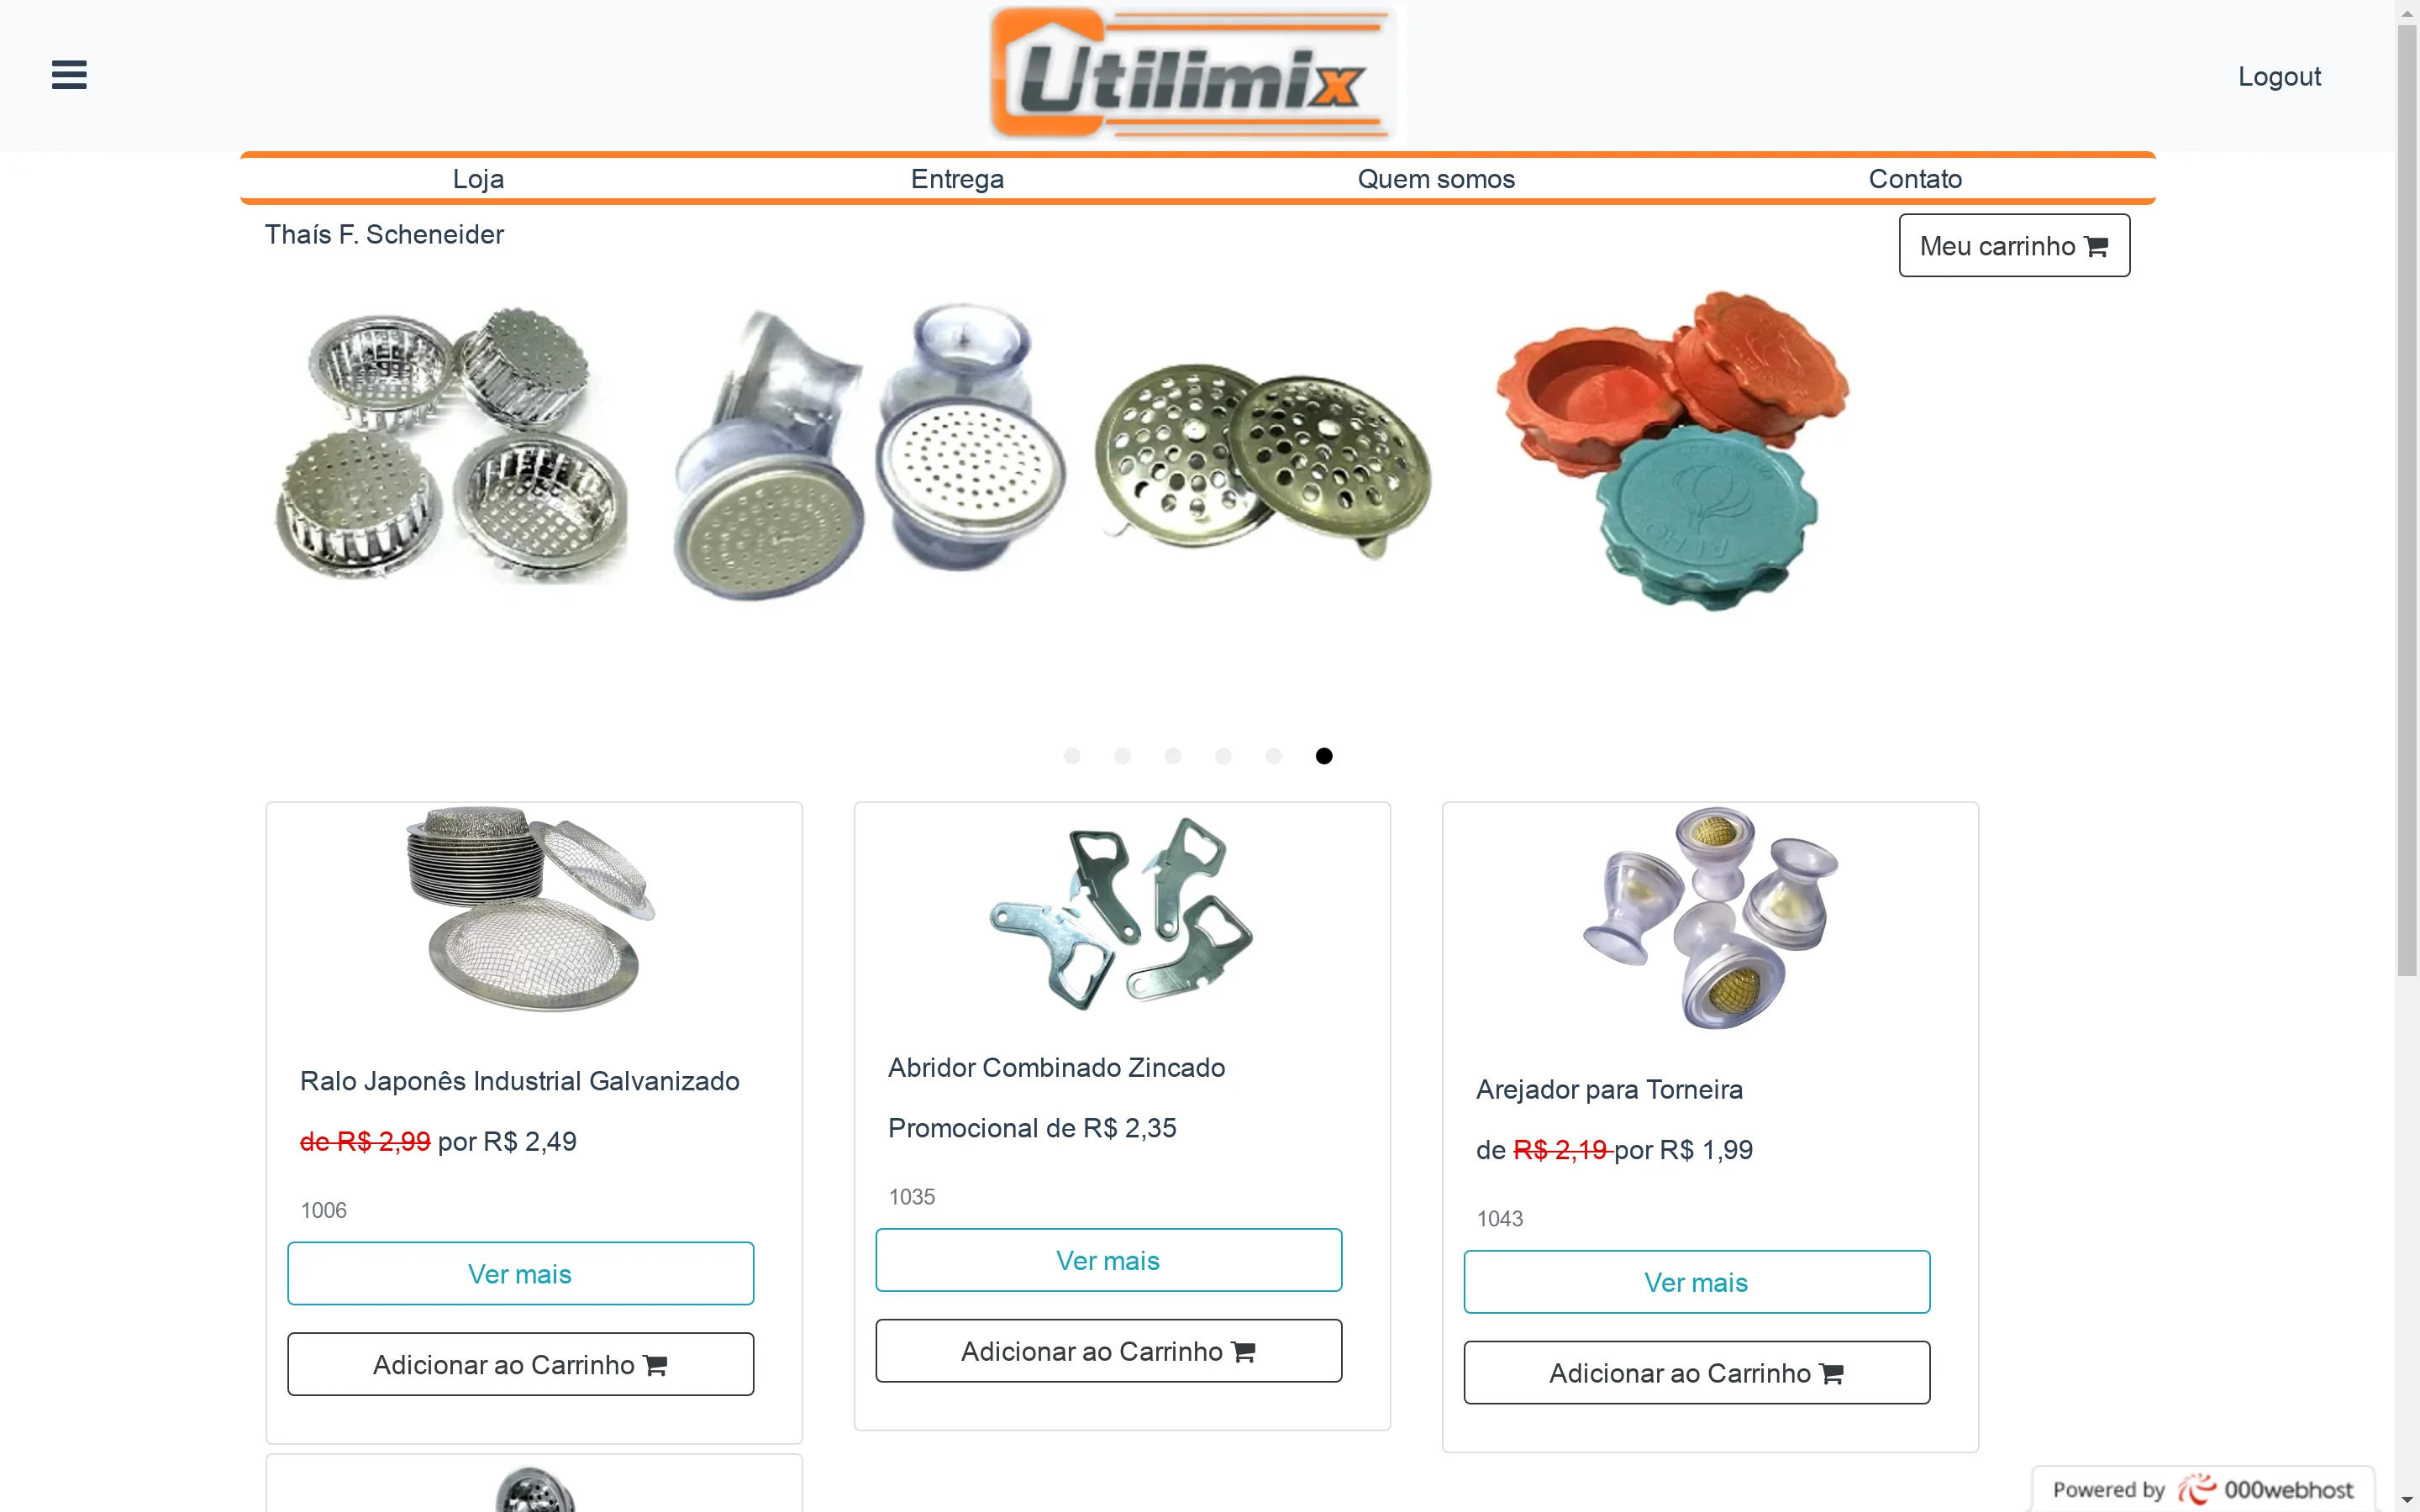 Utilimix
Logout
Loja
Entrega
Quem somos
Contato
Thaís F. Scheneider
Meu carrinho
ALHO
Ralo Japonês Industrial Galvanizado
de R$ 2,99 por R$ 2,49
1006
Ver mais
Adicionar ao Carrinho
Abridor Combinado Zincado
Promocional de R$ 2,35
1035
Ver mais
Adicionar ao Carrinho
Arejador para Torneira
de R$ 2,19 por R$ 1,99
1043
Ver mais
Adicionar ao Carrinho
Powered by 000webhost